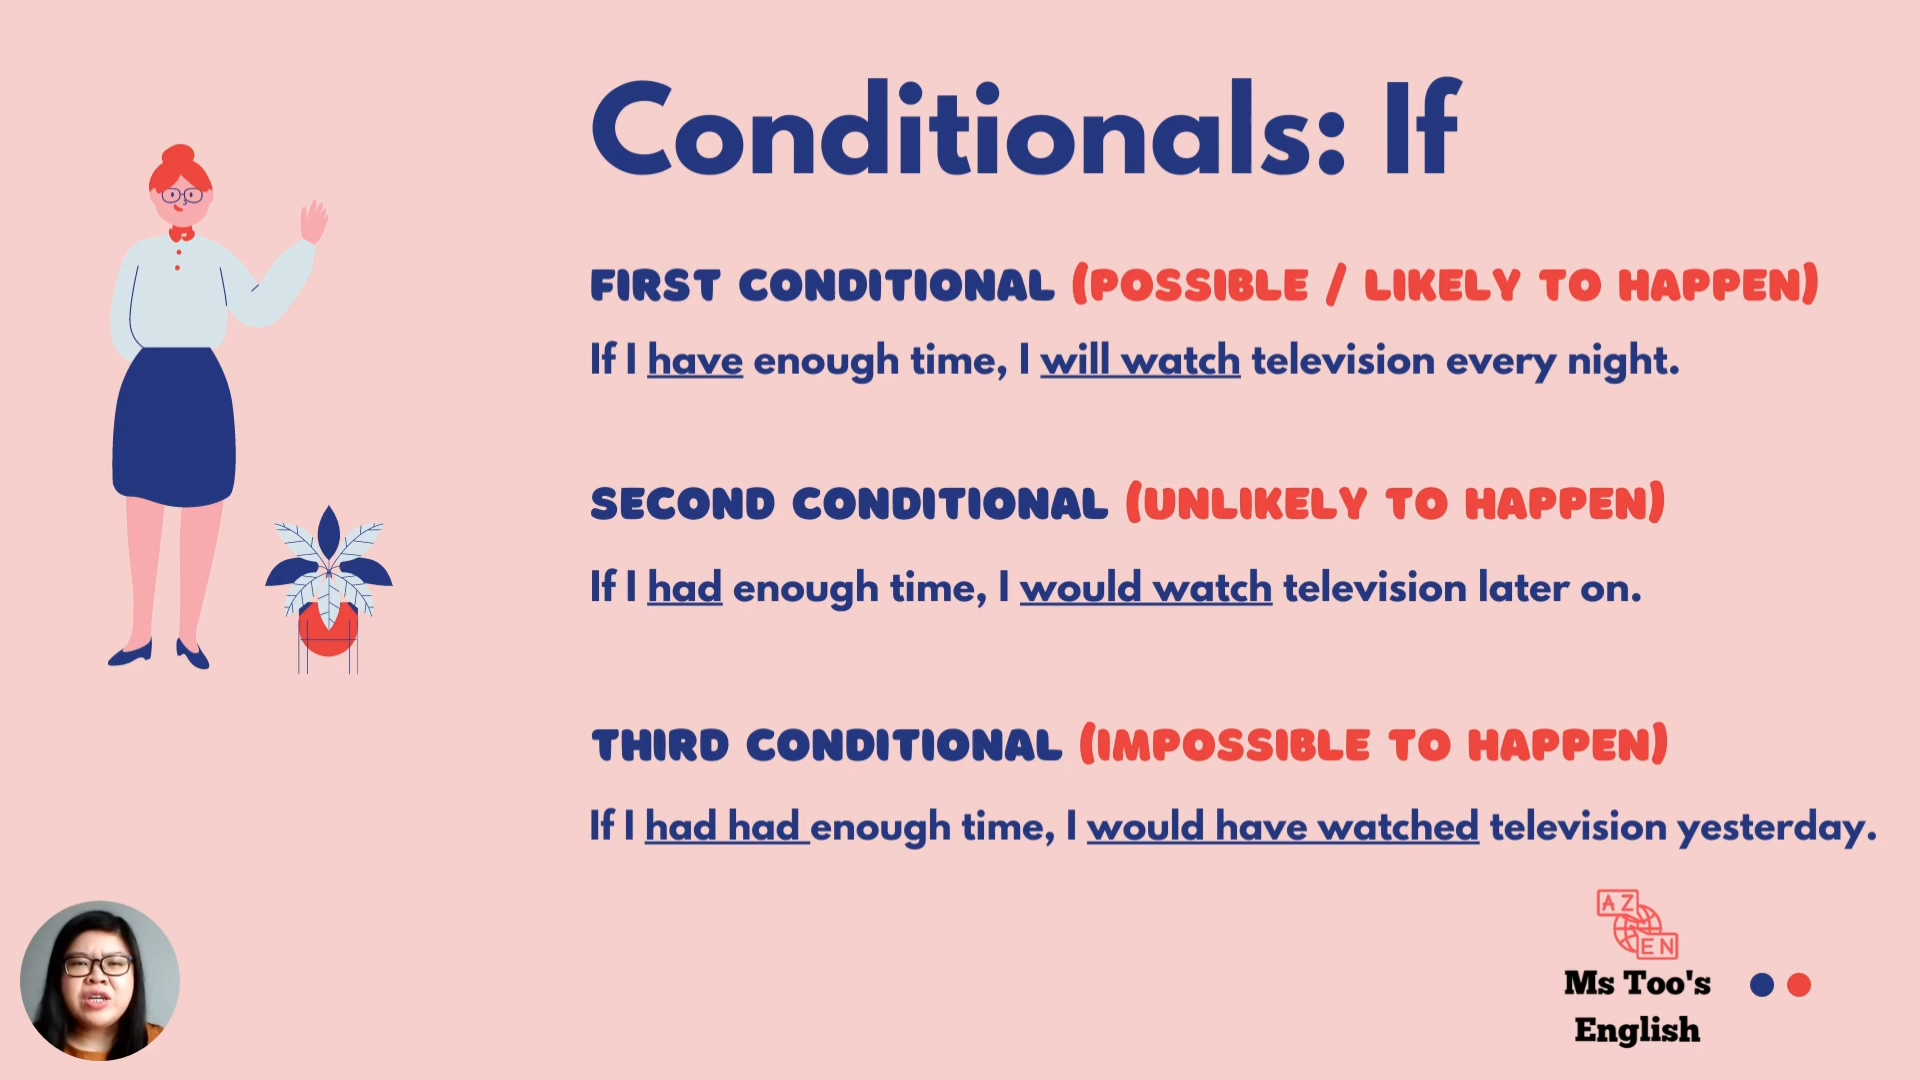 Conditionals: If
FIRST CONDITIONAL (POSSIBLE / LIKELY TO HAPPEN)
If I have enough time, I will watch television every night.
SECOND CONDITIONAL (UNLIKELY TO HAPPEN)
If I had enough time, I would watch television later on.
THIRD CONDITIONAL (IMPOSSIBLE TO HAPPEN)
If I had had enough time, I would have watched television yesterday.
A Z
EN
Ms Too's
English